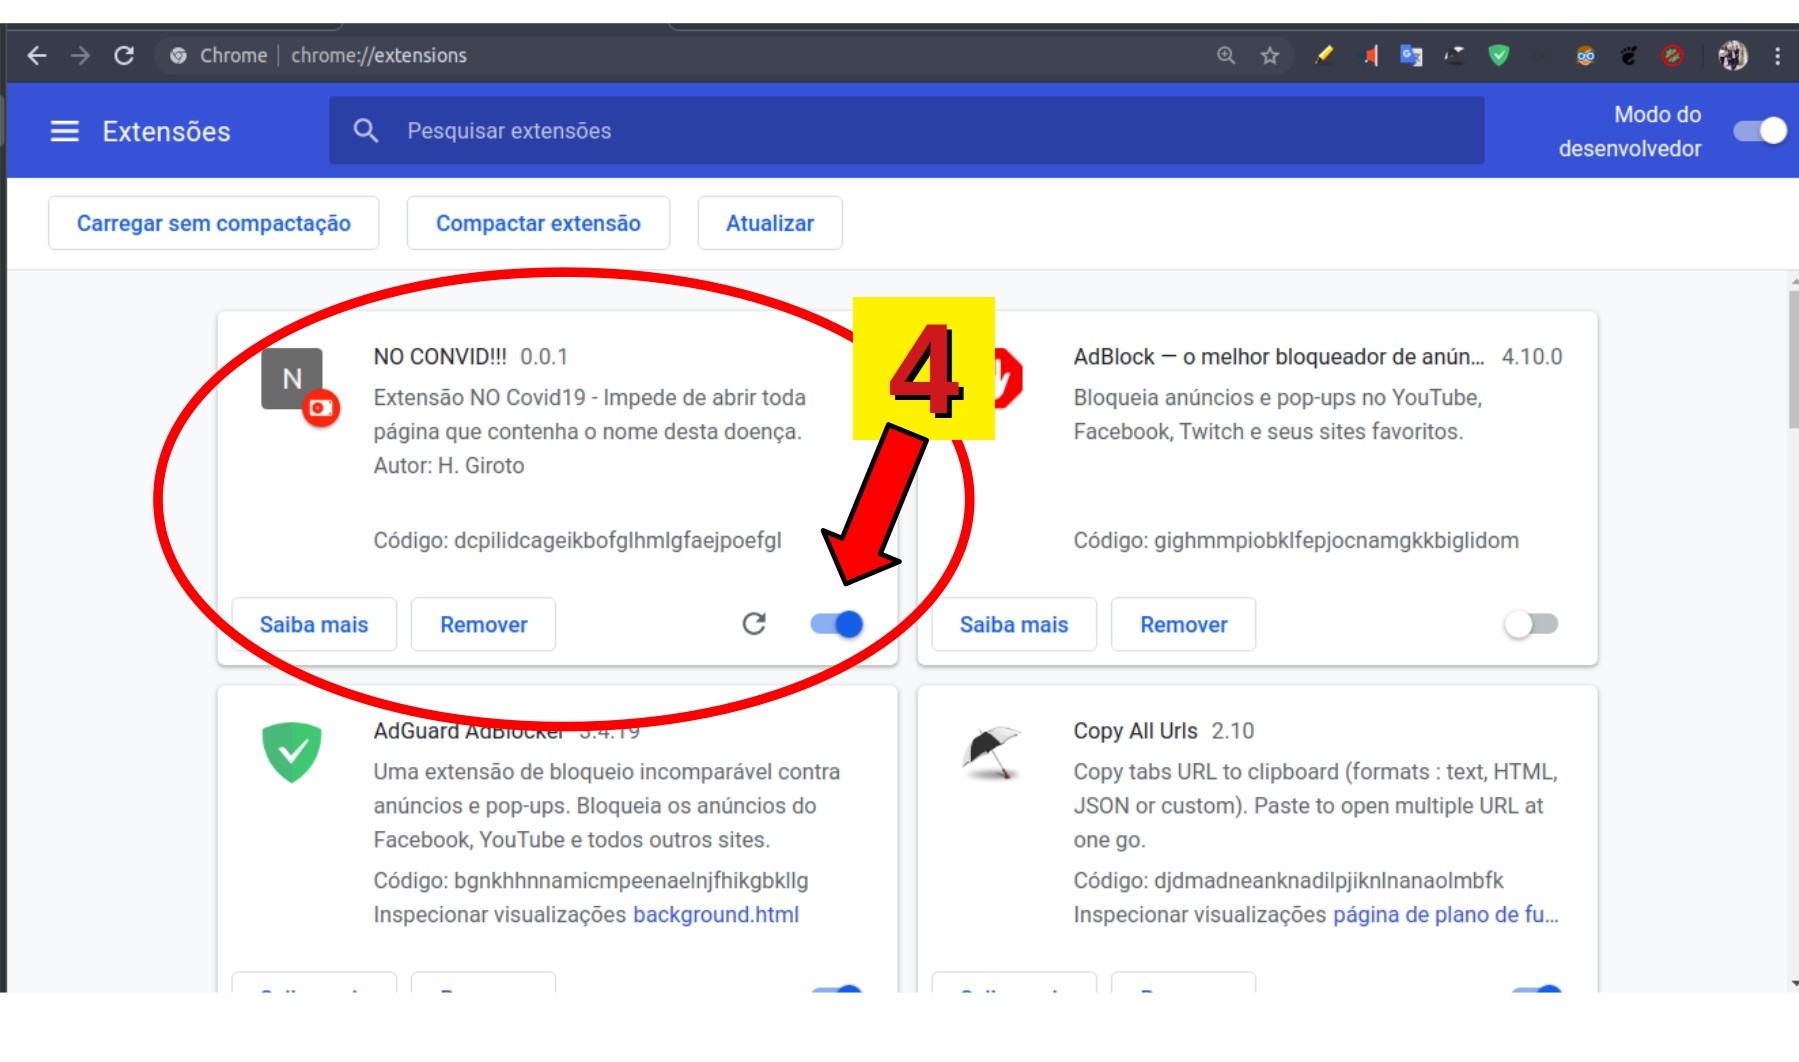 Chrome | chrome://extensions
Extensões
Pesquisar extensões
Modo do
desenvolvedor
Carregar sem compactação
Compactar extensão
Atualizar
4
N
NO CONVID!!! 0.0.1
Extensão NO Covid19 - Impede de abrir toda
página que contenha o nome desta doença.
Autor: H. Giroto
Código: dcpilidcageikbofglhmlgfaejpoefgl
Saiba mais
Remover
AdBlock — o melhor bloqueador de anún... 4.10.0
Bloqueia anúncios e pop-ups no YouTube,
Facebook, Twitch e seus sites favoritos.
Código: gighmmpiobklfepjocnamgkkbiglidom
Saiba mais
Remover
AdGuard AdBlocker 3.4.19
Uma extensão de bloqueio incomparável contra
anúncios e pop-ups. Bloqueia os anúncios do
Facebook, YouTube e todos outros sites.
Código: bgnkhhnnamicmpeenaelnjfhikgbkllg
Inspecionar visualizações background.html
Copy All Urls 2.10
Copy tabs URL to clipboard (formats : text, HTML,
JSON or custom). Paste to open multiple URL at
one go.
Código: djdmadneanknadilpjiknlnanaolmbfk
Inspecionar visualizações página de plano de fu...